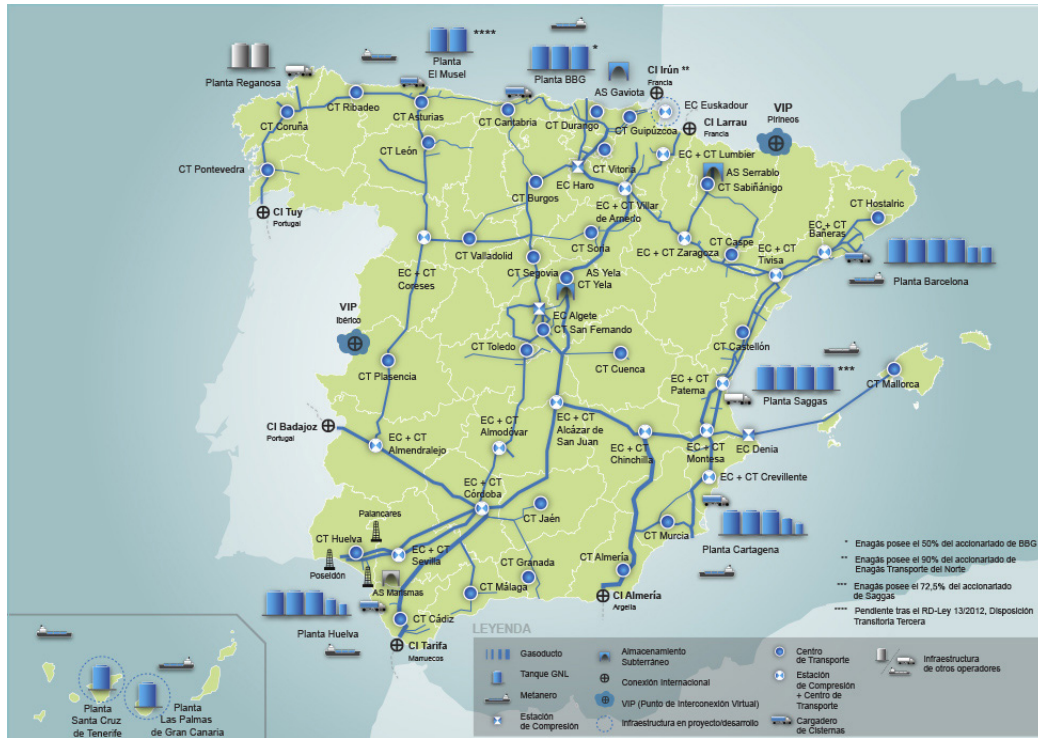 ****
Planta
El Musel
*
Planta BBG
Planta Reganosa
AS Gaviota
CI Irún **
Francia
EC Euskadour
CI Larrau
Francia
VIP
Pirineos
CT Coruña
CT Ribadeo
CT Asturias
CT Cantabria
CT Durango
CT Guipúzcoa
CT León
CT Vitoria
EC + CT Lumbier
AS Serrablo
CT Sabiñánigo
CT Pontevedra
EC Haro
CT Burgos
EC + CT Villar
de Arnedo
CT Hostalric
CI Tuy
Portugal
EC + CT
Bañeras
CT Soria
EC + CT Zaragoza
CT Caspe
EC + CT
Tivisa
CT Valladolid
CT Segovia
EC + CT
Coreses
AS Yela
CT Yela
Planta Barcelona
VIP
Ibérico
EC Algete
CT San Fernando
CT Toledo
CT Castellón
CT Cuenca
CT Plasencia
EC + CT
Paterna
***
Planta Saggas
CT Mallorca
CI Badajoz
Portugal
EC + CT
Almendralejo
EC + CT
Almodóvar
EC + CT
Alcázar de
San Juan
EC + CT
Chinchilla
EC + CT
Montesa
EC Denia
EC + CT
Córdoba
EC + CT Crevillente
Palancares
CT Jaén
CT Huelva
EC + CT
Sevilla
CT Murcia
Planta Cartagena
Poseidón
AS Marismas
CT Granada
CT Almería
CT Málaga
CI Almería
Argelia
Planta Huelva
CT Cádiz
CI Tarifa
Marruecos
* Enagás posee el 50% del accionariado de BBG
** Enagás posee el 90% del accionariado de
Enagás Transporte del Norte
*** Enagás posee el 72,5% del accionariado
de Saggas
**** Pendiente tras el RD-Ley 13/2012, Disposición
Transitoria Tercera
Planta
Santa Cruz
de Tenerife
Planta
Las Palmas
de Gran Canaria
LEYENDA
Gasoducto
Tanque GNL
Metanero
Estación
de Compresión
Almacenamiento
Subterráneo
Conexión Internacional
VIP (Punto de Interconexión Virtual)
Infraestructura en proyecto/desarrollo
Centro
de Transporte
Estación
de Compresión
+ Centro de
Transporte
Cargadero
de Cisternas
Infraestructura
de otros operadores